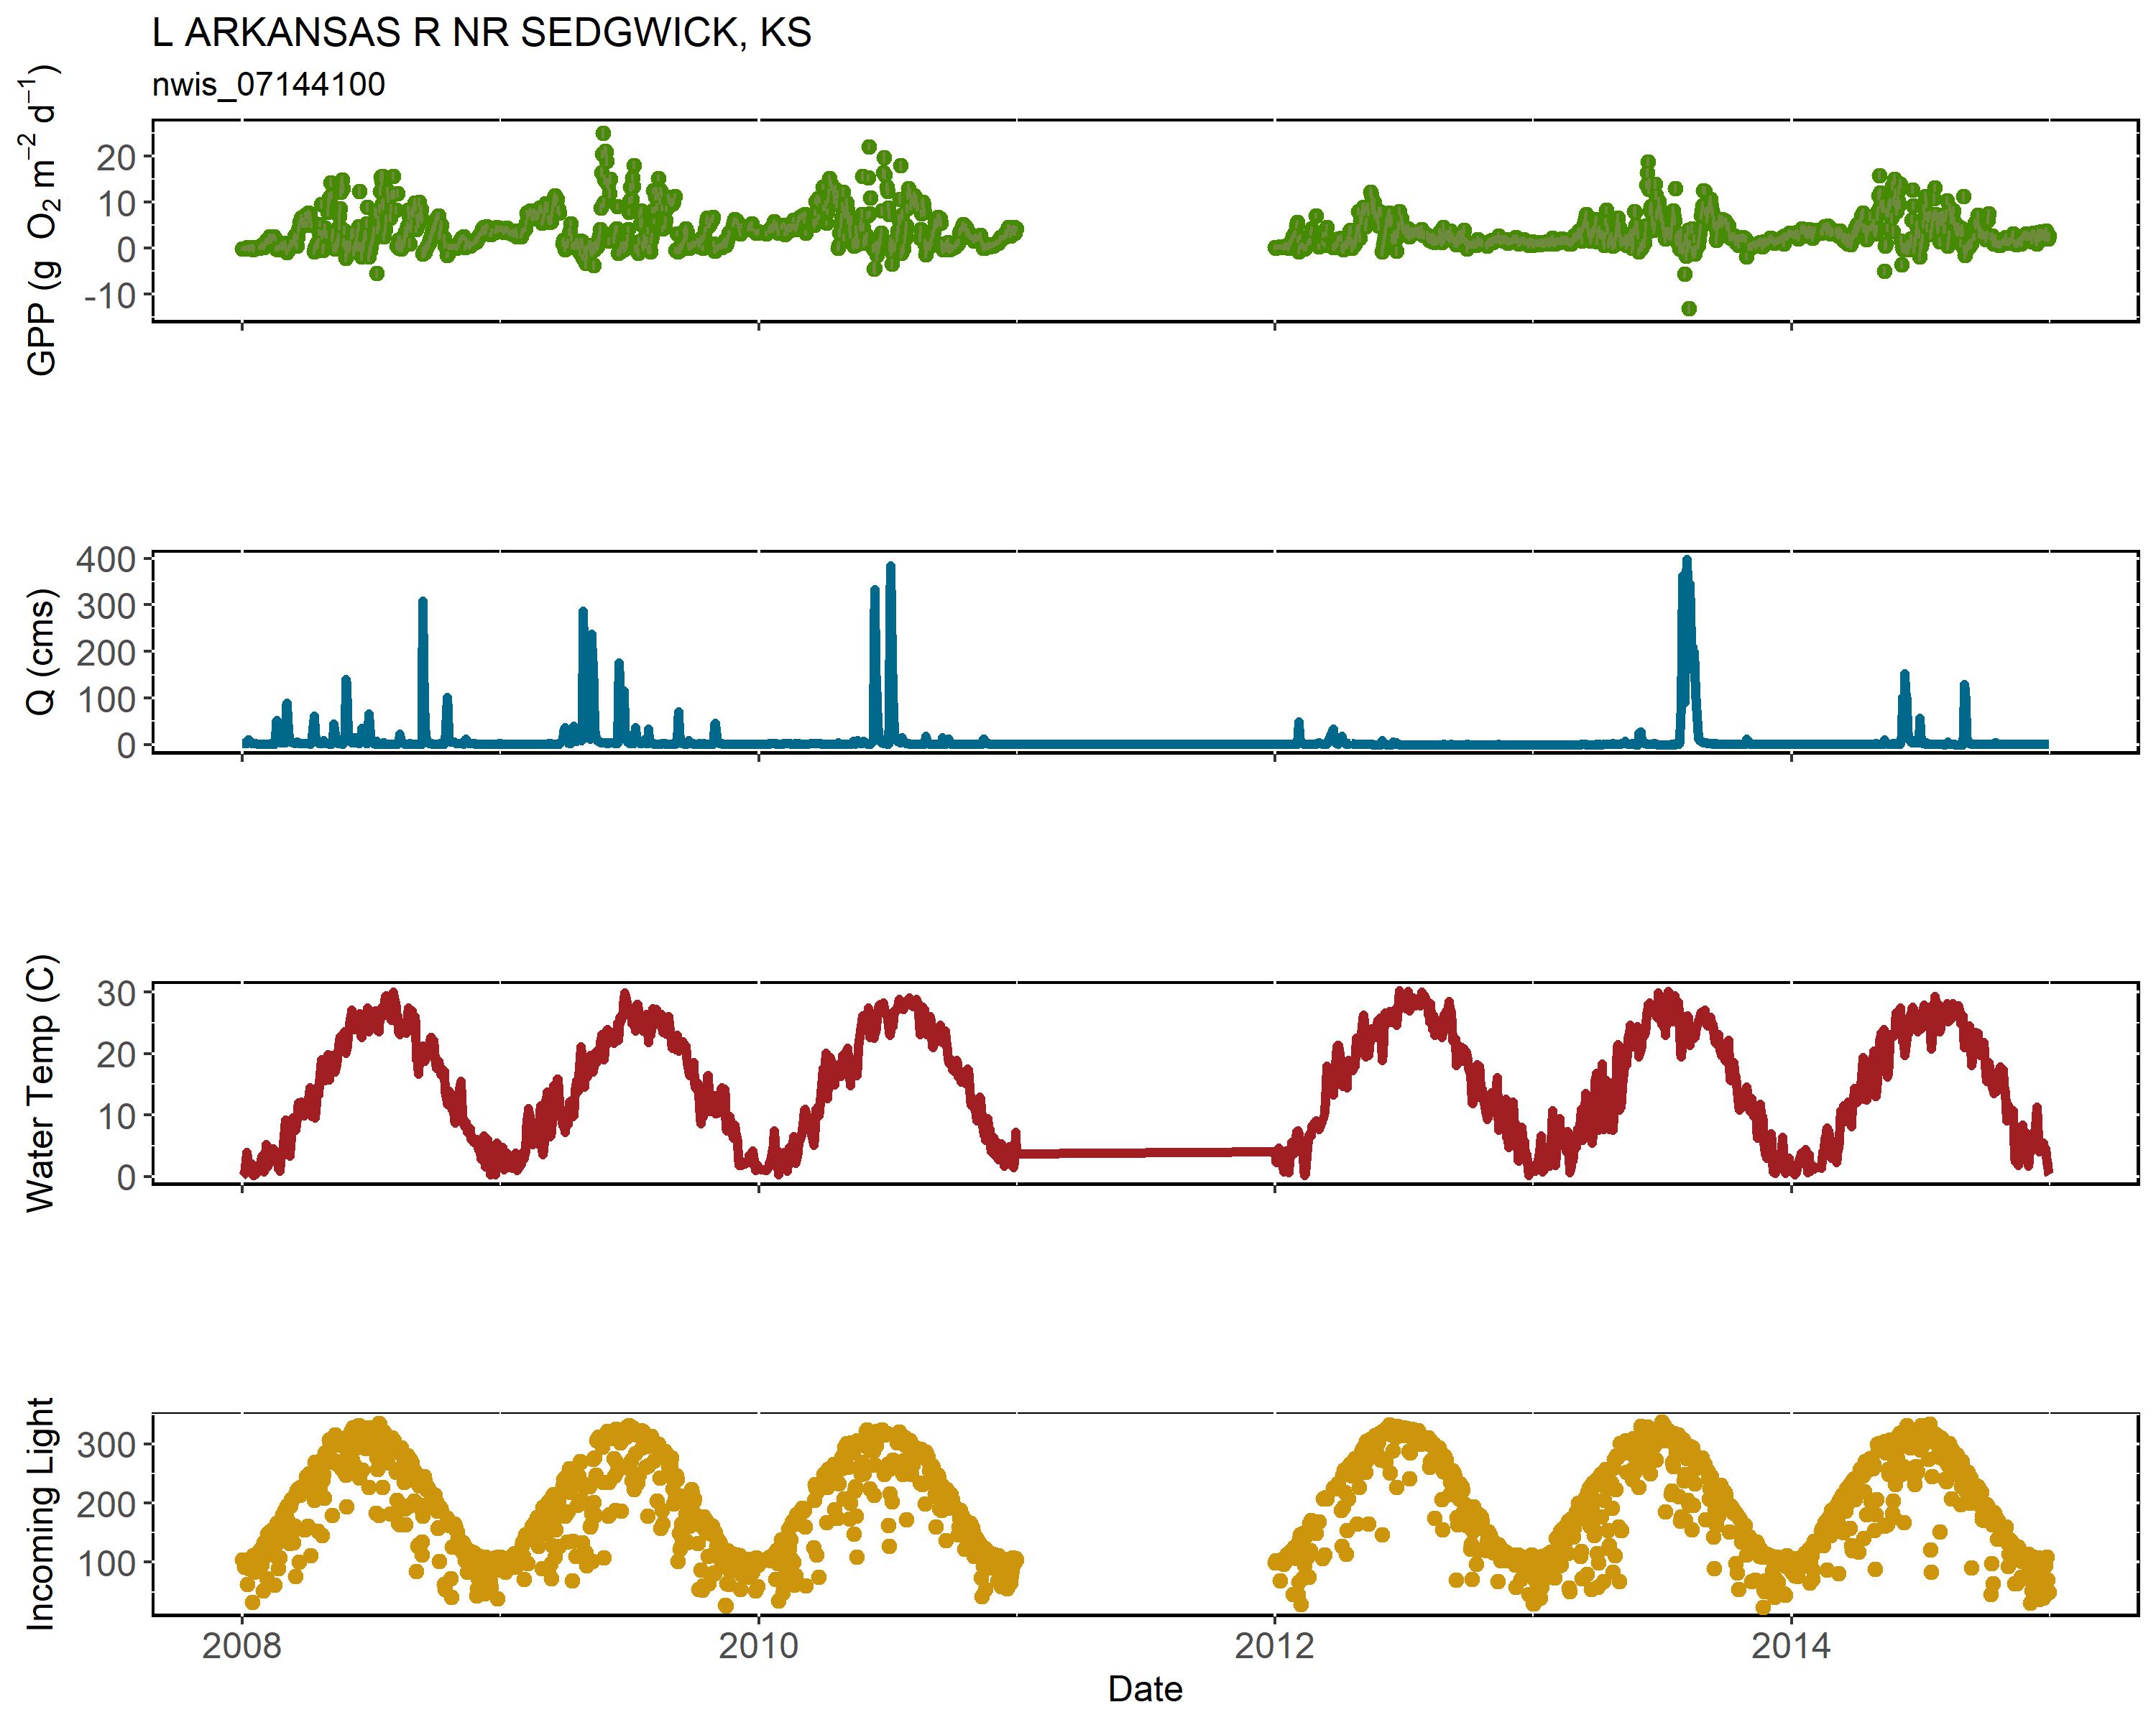 L ARKANSAS R NR SEDGWICK, KS
nwis_07144100
GPP (g O₂ m⁻² d⁻¹)
20
10
0
-10
Q (cms)
400
300
200
100
0
Water Temp (C)
30
20
10
0
Incoming Light
300
200
100
2008 2010 2012 2014
Date